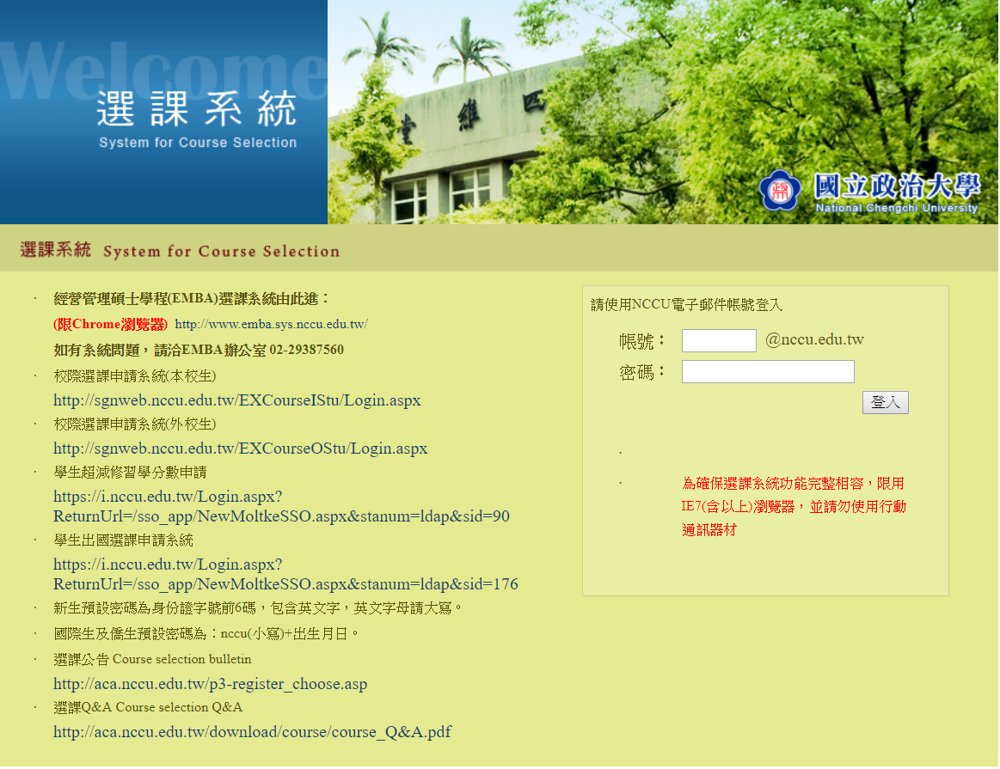 Welcome
選課系統
System for Course Selection
四維堂
國立政治大學
National Chengchi University
選課系統 System for Course Selection
· 經營管理碩士學程(EMBA)選課系統由此進：
(限Chrome瀏覽器) http://www.emba.sys.nccu.edu.tw/
如有系統問題，請洽EMBA辦公室 02-29387560
· 校際選課申請系統(本校生)
http://sgnweb.nccu.edu.tw/EXCourseIStu/Login.aspx
· 校際選課申請系統(外校生)
http://sgnweb.nccu.edu.tw/EXCourseOStu/Login.aspx
· 學生超減修習學分數申請
https://i.nccu.edu.tw/Login.aspx?
ReturnUrl=/sso_app/NewMoltkeSSO.aspx&stanum=ldap&sid=90
· 學生出國選課申請系統
https://i.nccu.edu.tw/Login.aspx?
ReturnUrl=/sso_app/NewMoltkeSSO.aspx&stanum=ldap&sid=176
· 新生預設密碼為身份證字號前6碼，包含英文字，英文字母請大寫。
· 國際生及僑生預設密碼為：nccu(小寫)+出生月日。
· 選課公告 Course selection bulletin
http://aca.nccu.edu.tw/p3-register_choose.asp
· 選課Q&A Course selection Q&A
http://aca.nccu.edu.tw/download/course/course_Q&A.pdf
請使用NCCU電子郵件帳號登入
帳號： @nccu.edu.tw
密碼：
登入
·
· 為確保選課系統功能完整相容，限用
IE7(含以上)瀏覽器，並請勿使用行動
通訊器材